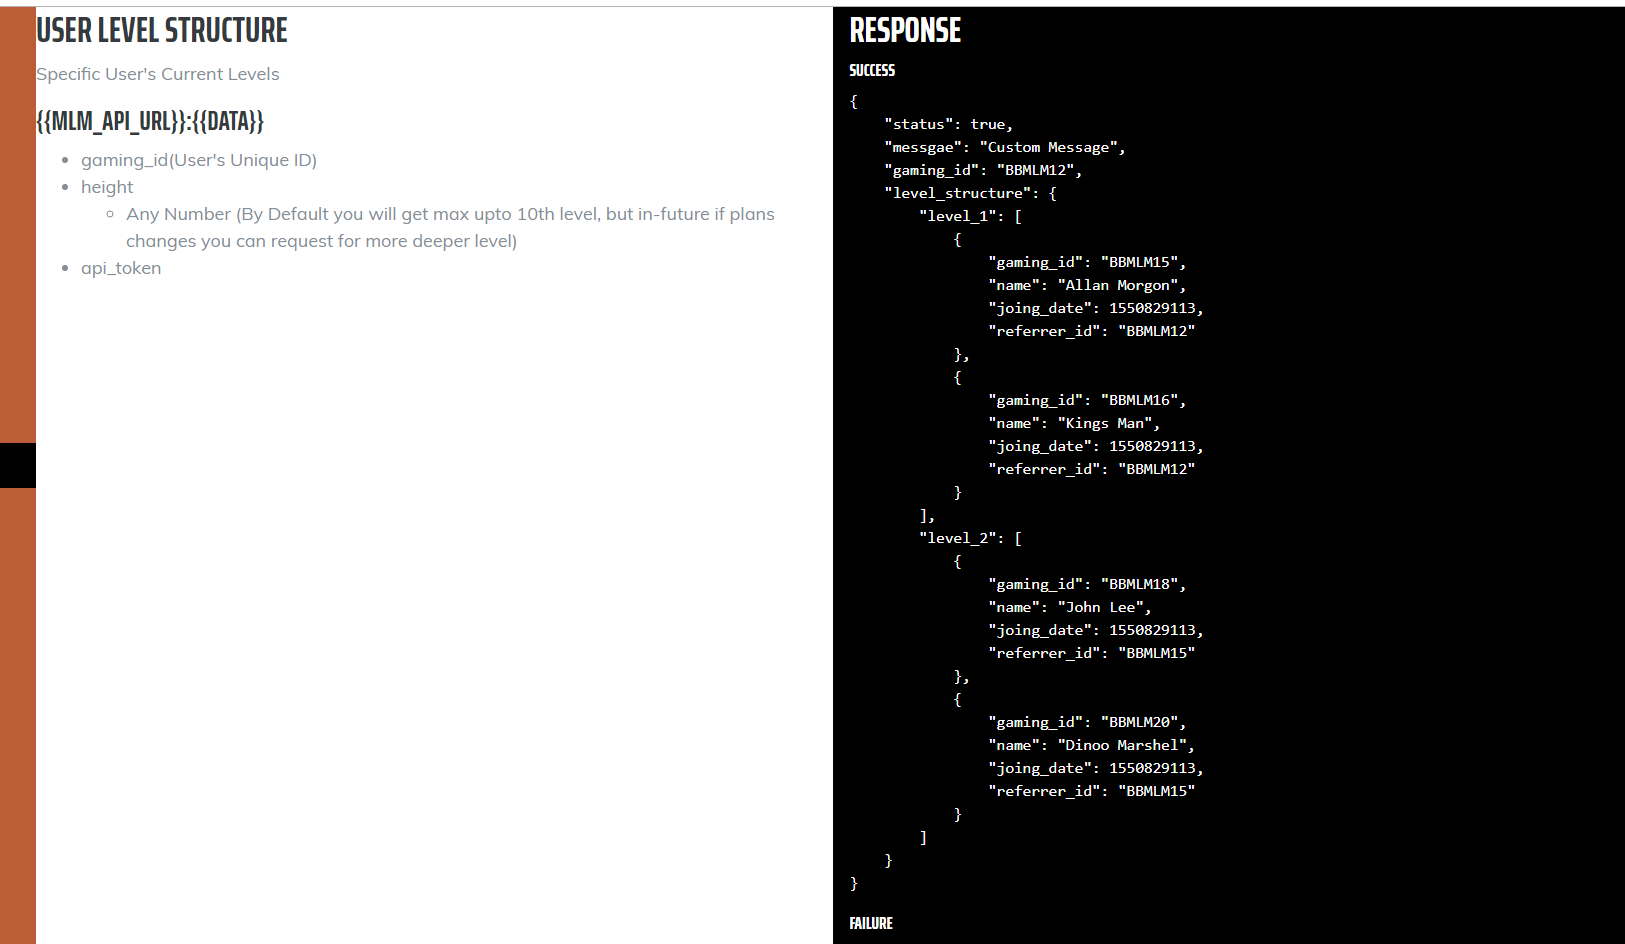 USER LEVEL STRUCTURE
Specific User's Current Levels
{{MLM_API_URL}}:{{DATA}}
gaming_id(User's Unique ID)
height
Any Number (By Default you will get max upto 10th level, but in-future if plans
changes you can request for more deeper level)
api_token
RESPONSE
SUCCESS
{
"status": true,
"messgae": "Custom Message",
"gaming_id": "BBMLM12",
"level_structure": {
"level_1": [
{
"gaming_id": "BBMLM15",
"name": "Allan Morgon",
"joing_date": 1550829113,
"referrer_id": "BBMLM12"
},
{
"gaming_id": "BBMLM16",
"name": "Kings Man",
"joing_date": 1550829113,
"referrer_id": "BBMLM12"
}
],
"level_2": [
{
"gaming_id": "BBMLM18",
"name": "John Lee",
"joing_date": 1550829113,
"referrer_id": "BBMLM15"
},
{
"gaming_id": "BBMLM20",
"name": "Dinoo Marshel",
"joing_date": 1550829113,
"referrer_id": "BBMLM15"
}
]
}
}
FAILURE